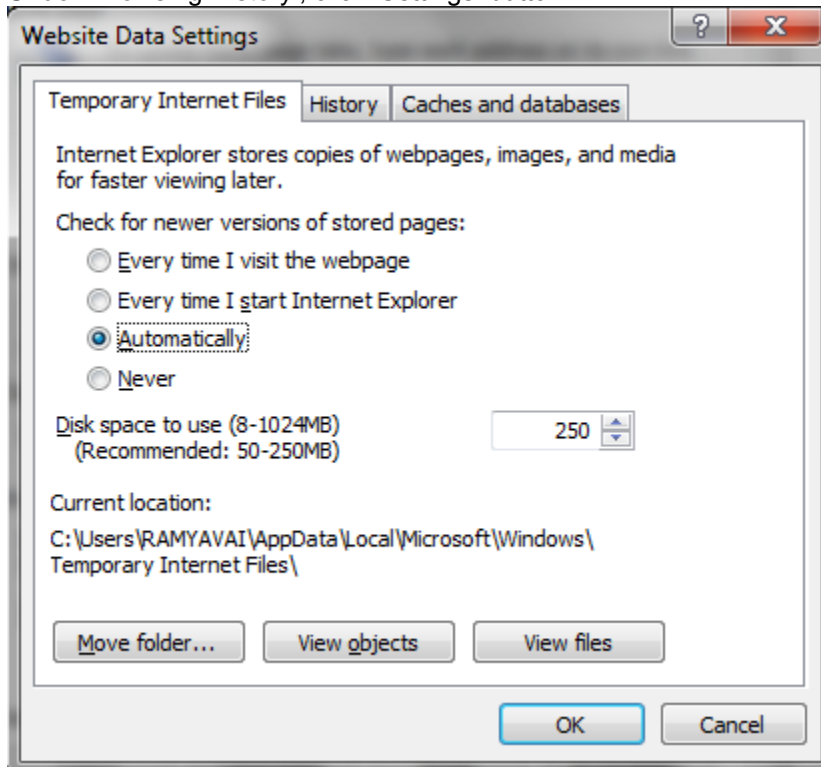 Website Data Settings
Temporary Internet Files History Caches and databases
Internet Explorer stores copies of webpages, images, and media
for faster viewing later.
Check for newer versions of stored pages:
Every time I visit the webpage
Every time I start Internet Explorer
Automatically
Never
Disk space to use (8-1024MB) 250
(Recommended: 50-250MB)
Current location:
C:\Users\RAMYAVAI\AppData\Local\Microsoft\Windows\
Temporary Internet Files\
Move folder... View objects View files
OK Cancel